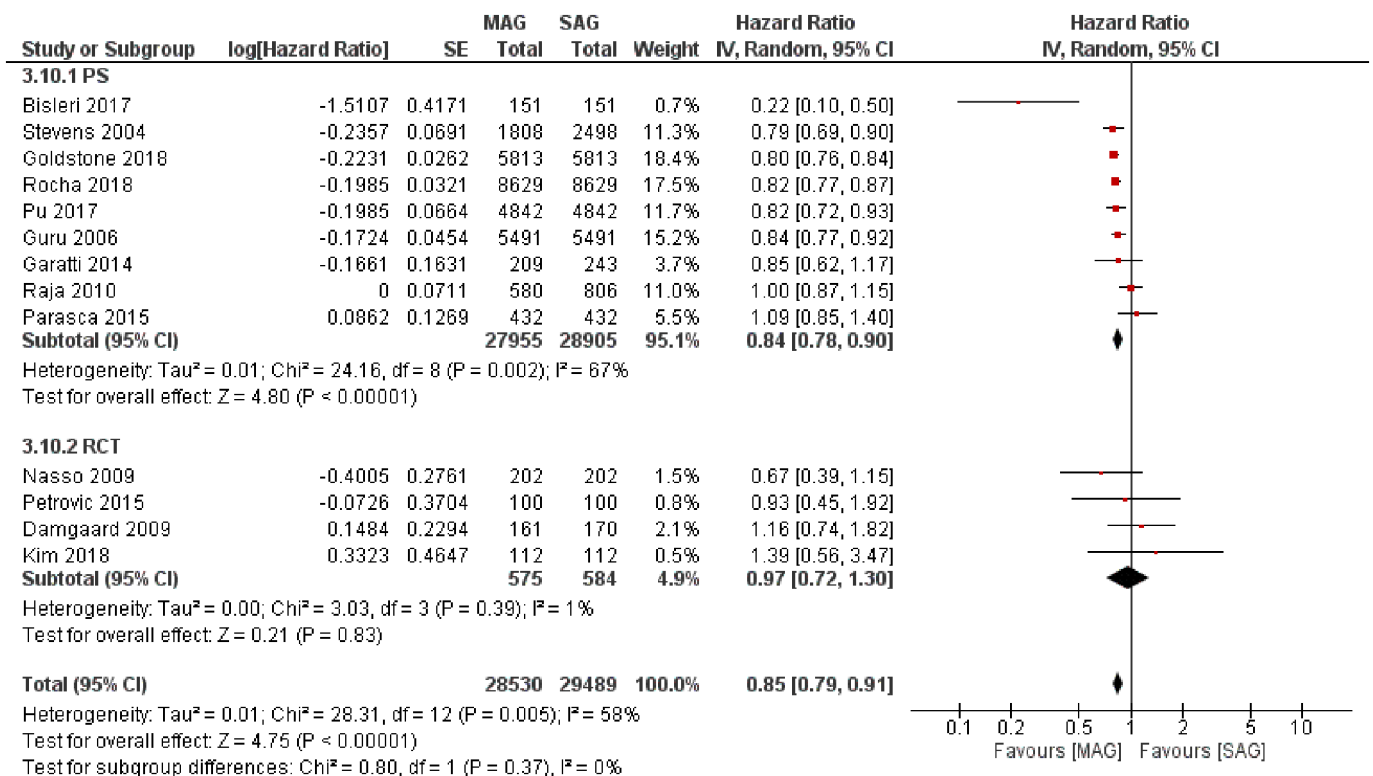 MAG SAG Hazard Ratio Hazard Ratio
Study or Subgroup log[Hazard Ratio] SE Total Total Weight IV, Random, 95% CI IV, Random, 95% CI
3.10.1 PS
Bisleri 2017 -1.5107 0.4171 151 151 0.7% 0.22 [0.10, 0.50]
Stevens 2004 -0.2357 0.0691 1808 2498 11.3% 0.79 [0.69, 0.90]
Goldstone 2018 -0.2231 0.0262 5813 5813 18.4% 0.80 [0.76, 0.84]
Rocha 2018 -0.1985 0.0321 8629 8629 17.5% 0.82 [0.77, 0.87]
Pu 2017 -0.1985 0.0664 4842 4842 11.7% 0.82 [0.72, 0.93]
Guru 2006 -0.1724 0.0454 5491 5491 15.2% 0.84 [0.77, 0.92]
Garatti 2014 -0.1661 0.1631 209 243 3.7% 0.85 [0.62, 1.17]
Raja 2010 0 0.0711 580 806 11.0% 1.00 [0.87, 1.15]
Parasca 2015 0.0862 0.1269 432 432 5.5% 1.09 [0.85, 1.40]
Subtotal (95% CI) 27955 28905 95.1% 0.84 [0.78, 0.90]
Heterogeneity: Tau² = 0.01; Chi² = 24.16, df = 8 (P = 0.002); I² = 67%
Test for overall effect: Z = 4.80 (P < 0.00001)
3.10.2 RCT
Nasso 2009 -0.4005 0.2761 202 202 1.5% 0.67 [0.39, 1.15]
Petrovic 2015 -0.0726 0.3704 100 100 0.8% 0.93 [0.45, 1.92]
Damgaard 2009 0.1484 0.2294 161 170 2.1% 1.16 [0.74, 1.82]
Kim 2018 0.3323 0.4647 112 112 0.5% 1.39 [0.56, 3.47]
Subtotal (95% CI) 575 584 4.9% 0.97 [0.72, 1.30]
Heterogeneity: Tau² = 0.00; Chi² = 3.03, df = 3 (P = 0.39); I² = 1%
Test for overall effect: Z = 0.21 (P = 0.83)
Total (95% CI) 28530 29489 100.0% 0.85 [0.79, 0.91]
Heterogeneity: Tau² = 0.01; Chi² = 28.31, df = 12 (P = 0.005); I² = 58%
Test for overall effect: Z = 4.75 (P < 0.00001)
Test for subgroup differences: Chi² = 0.80, df = 1 (P = 0.37), I² = 0%
0.1 0.2 0.5 1 2 5 10
Favours [MAG] Favours [SAG]